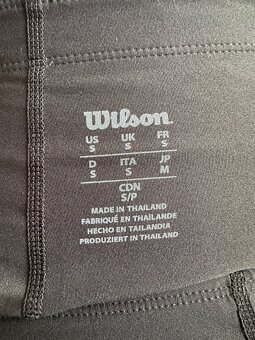 Wilson.
US UK FR
S S S
D ITA JP
S S M
CDN
S/P
MADE IN THAILAND
FABRIQUÉ EN THAÏLANDE
HECHO EN TAILANDIA
PRODUZIERT IN THAILAND